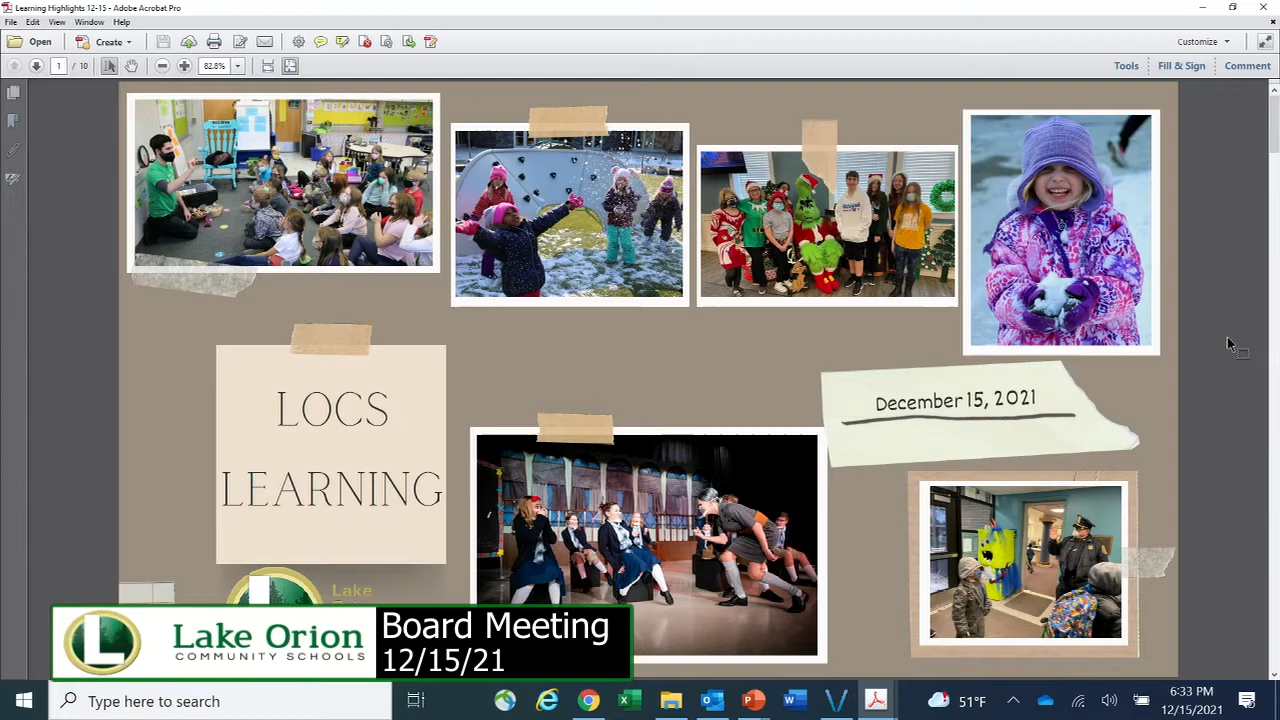 Learning Highlights 12-15 - Adobe Acrobat Pro
File Edit View Window Help
Open Create Customize
1 / 10 82.8% Tools Fill & Sign Comment
BELIEVE
LOCS
LEARNING
December 15, 2021
Lake
L
Lake Orion
COMMUNITY SCHOOLS
Board Meeting
12/15/21
Type here to search
51°F
6:33 PM
12/15/2021